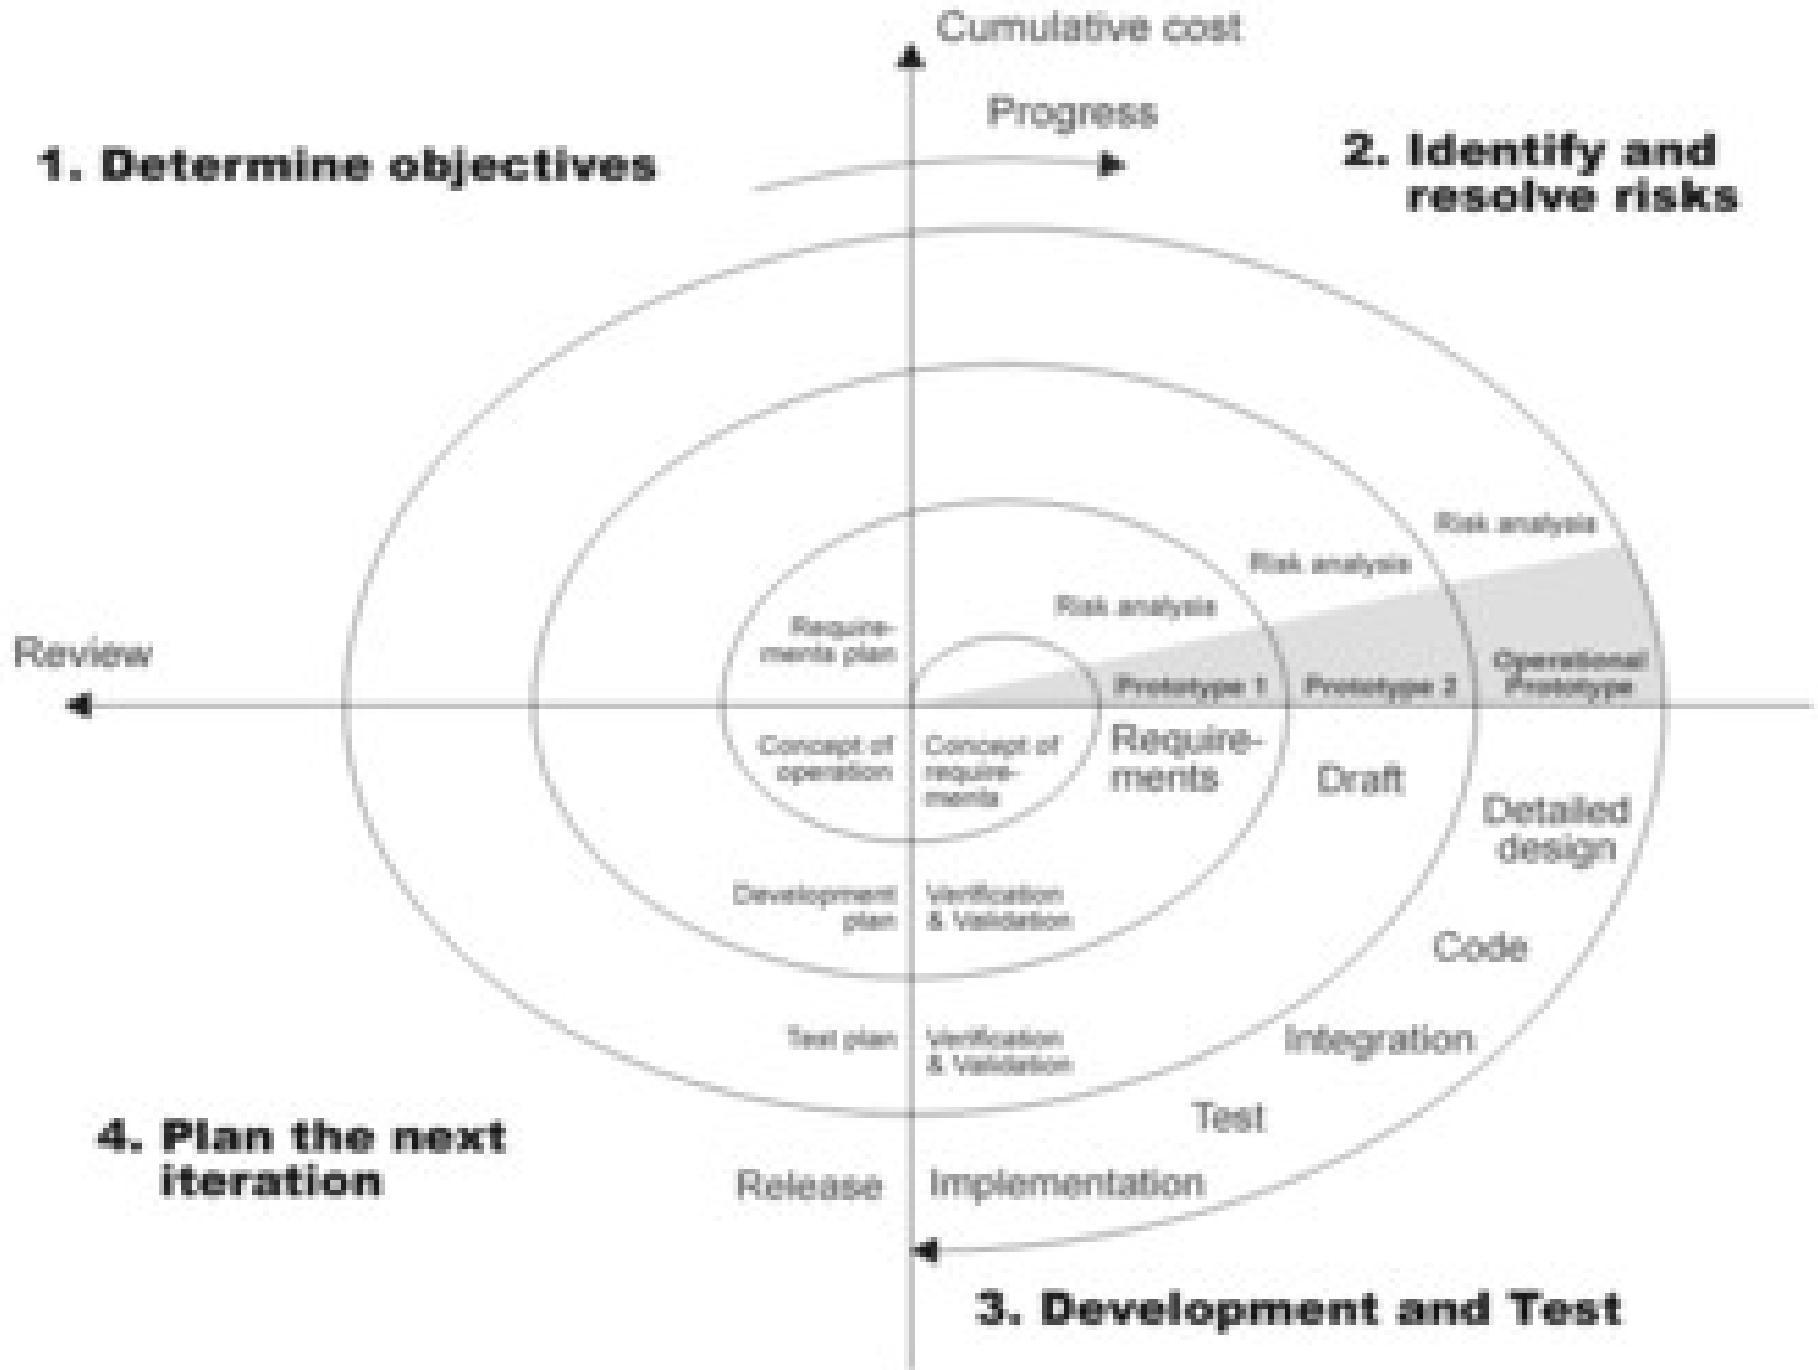 Cumulative cost
Progress
1. Determine objectives
2. Identify and
resolve risks
Risk analysis
Risk analysis
Risk analysis
Require-
ments plan
Review
Operational
Prototype
Prototype 1
Prototype 2
Concept of
operation
Concept of
require-
ments
Require-
ments
Draft
Detailed
design
Development
plan
Verification
& Validation
Code
Test plan
Verification
& Validation
Integration
Test
4. Plan the next
iteration
Release
Implementation
3. Development and Test